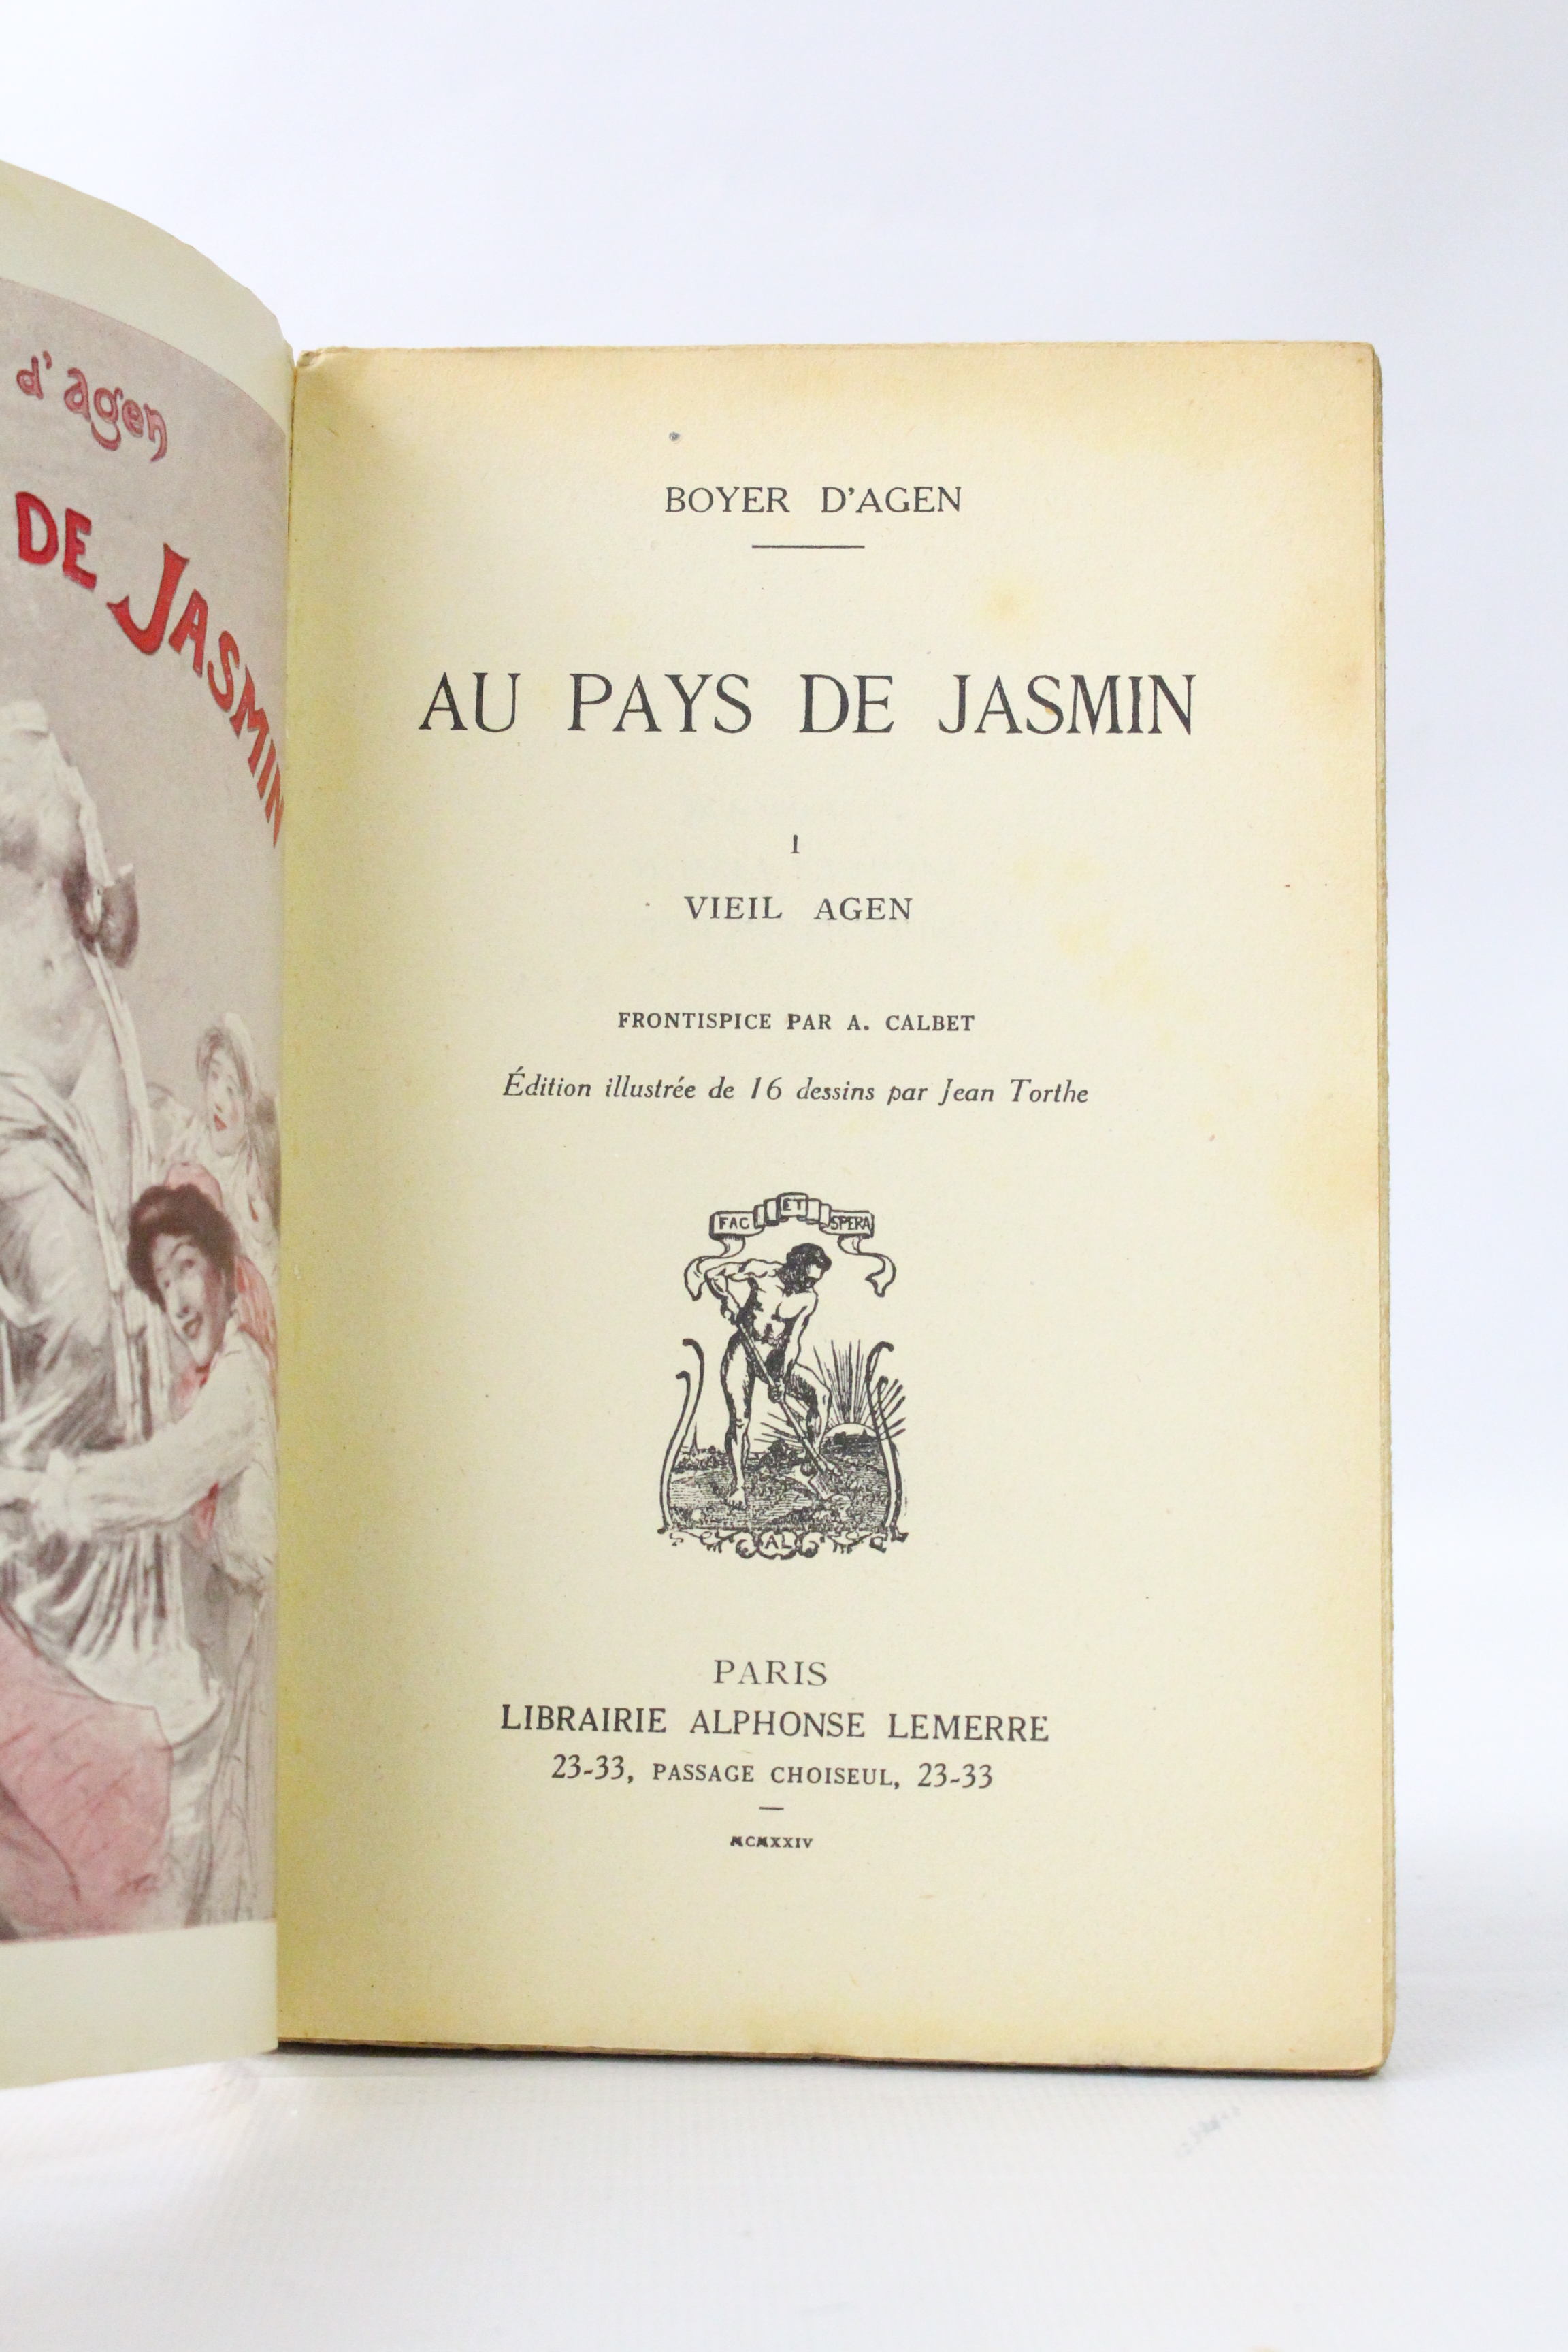 d'agen
DE JASMIN
BOYER D'AGEN
AU PAYS DE JASMIN
I
VIEIL AGEN
FRONTISPICE PAR A. CALBET
Édition illustrée de 16 dessins par Jean Torthe
FAC ET SPERA
AL
PARIS
LIBRAIRIE ALPHONSE LEMERRE
23-33, PASSAGE CHOISEUL, 23-33
MCMXXIV